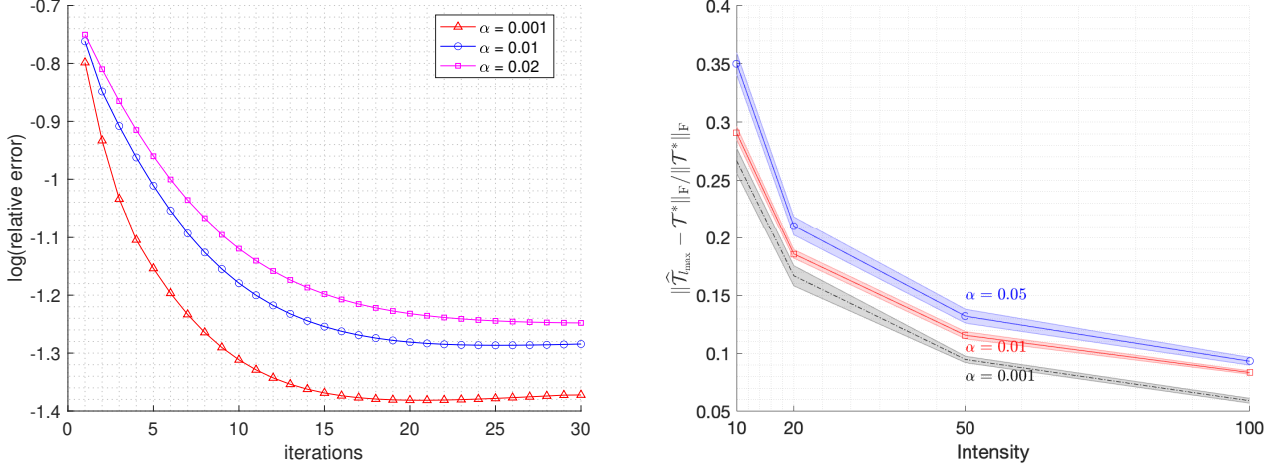 -0.7
-0.8
-0.9
-1
-1.1
-1.2
-1.3
-1.4
log(relative error)
0 5 10 15 20 25 30
iterations
α = 0.001
α = 0.01
α = 0.02
0.4
0.35
0.3
0.25
0.2
0.15
0.1
0.05
‖𝒯̂_{l_max} − 𝒯*‖_F/‖𝒯*‖_F
10 20 50 100
Intensity
α = 0.05
α = 0.01
α = 0.001